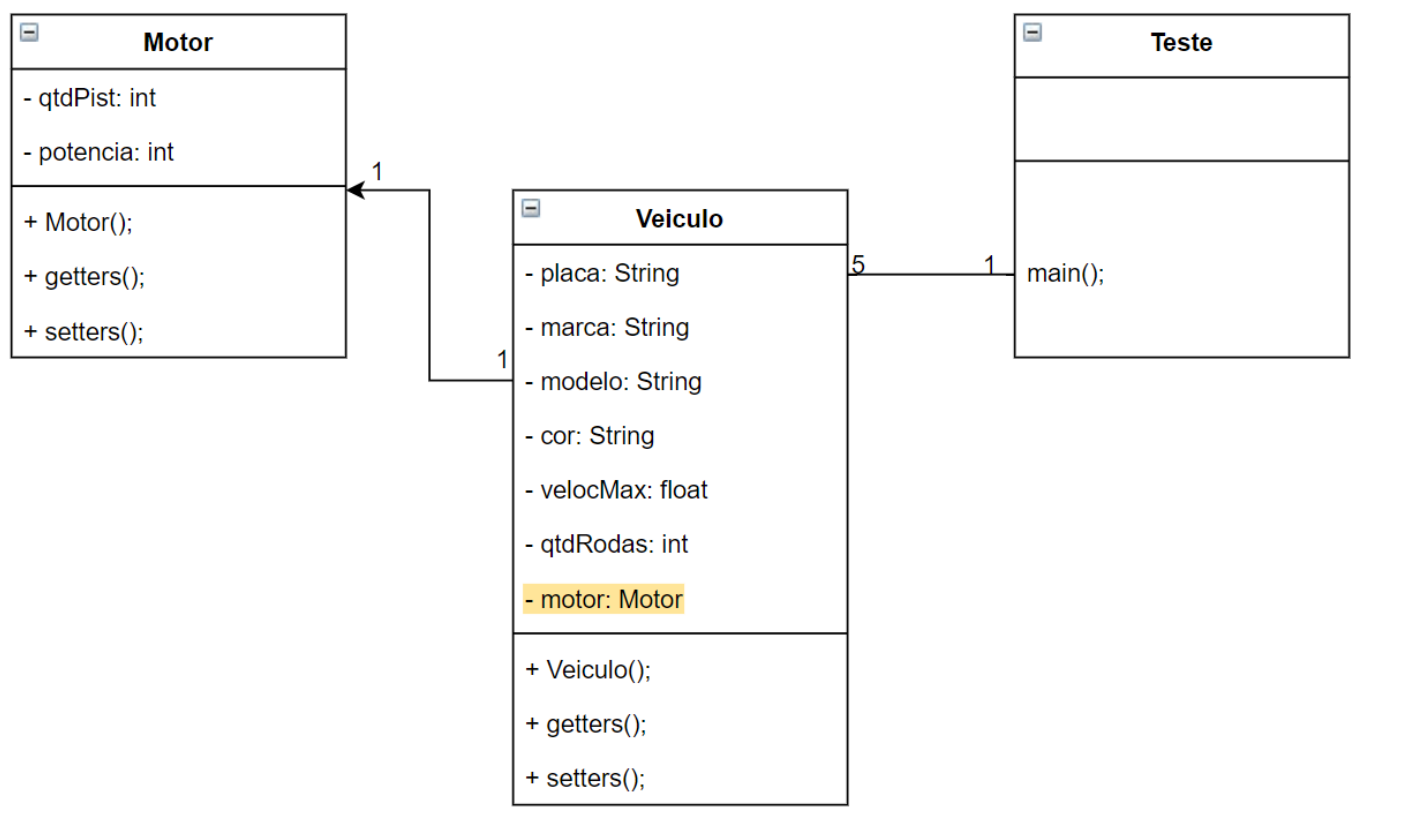 Motor
- qtdPist: int
- potencia: int
+ Motor();
+ getters();
+ setters();
1
1
Veiculo
- placa: String
- marca: String
- modelo: String
- cor: String
- velocMax: float
- qtdRodas: int
- motor: Motor
+ Veiculo();
+ getters();
+ setters();
5
1
Teste
main();